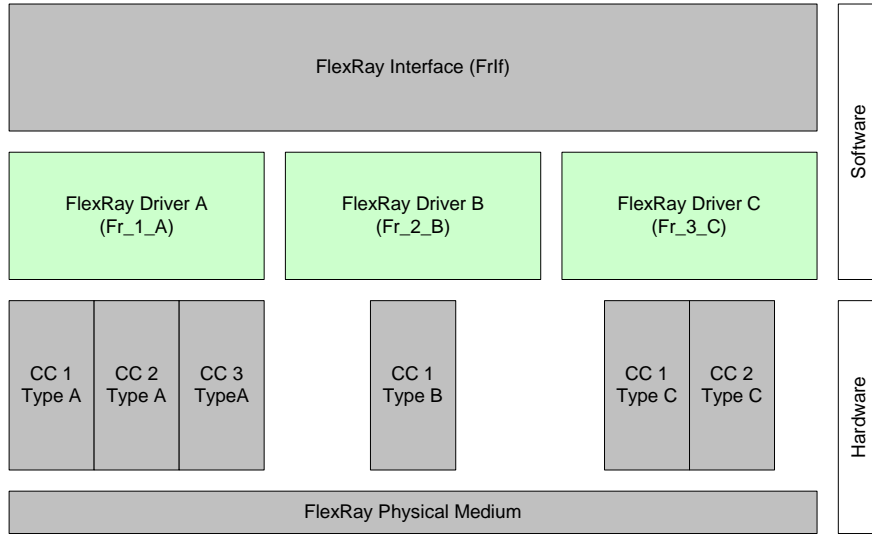 FlexRay Interface (FrIf)
Software
FlexRay Driver A
(Fr_1_A)
FlexRay Driver B
(Fr_2_B)
FlexRay Driver C
(Fr_3_C)
CC 1
Type A
CC 2
Type A
CC 3
TypeA
CC 1
Type B
CC 1
Type C
CC 2
Type C
Hardware
FlexRay Physical Medium